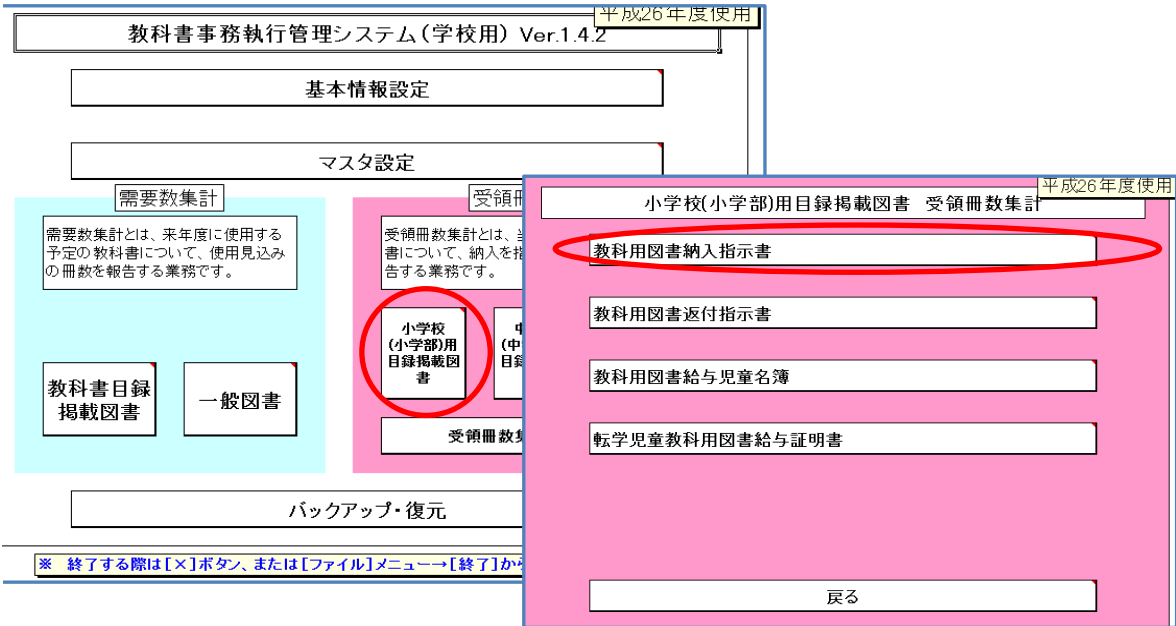 平成26年度使用
教科書事務執行管理システム(学校用) Ver.1.4.2
基本情報設定
マスタ設定
需要数集計
需要数集計とは、来年度に使用する
予定の教科書について、使用見込み
の冊数を報告する業務です。
教科書目録
掲載図書
一般図書
受領冊
受領冊数集計とは、
書について、納入を指
告する業務です。
小学校
(小学部)用
目録掲載図
書
(中
目録
受領冊数
バックアップ・復元
※ 終了する際は[×]ボタン、または[ファイル]メニュー→[終了]か
平成26年度使用
小学校(小学部)用目録掲載図書 受領冊数集計
教科用図書納入指示書
教科用図書返付指示書
教科用図書給与児童名簿
転学児童教科用図書給与証明書
戻る